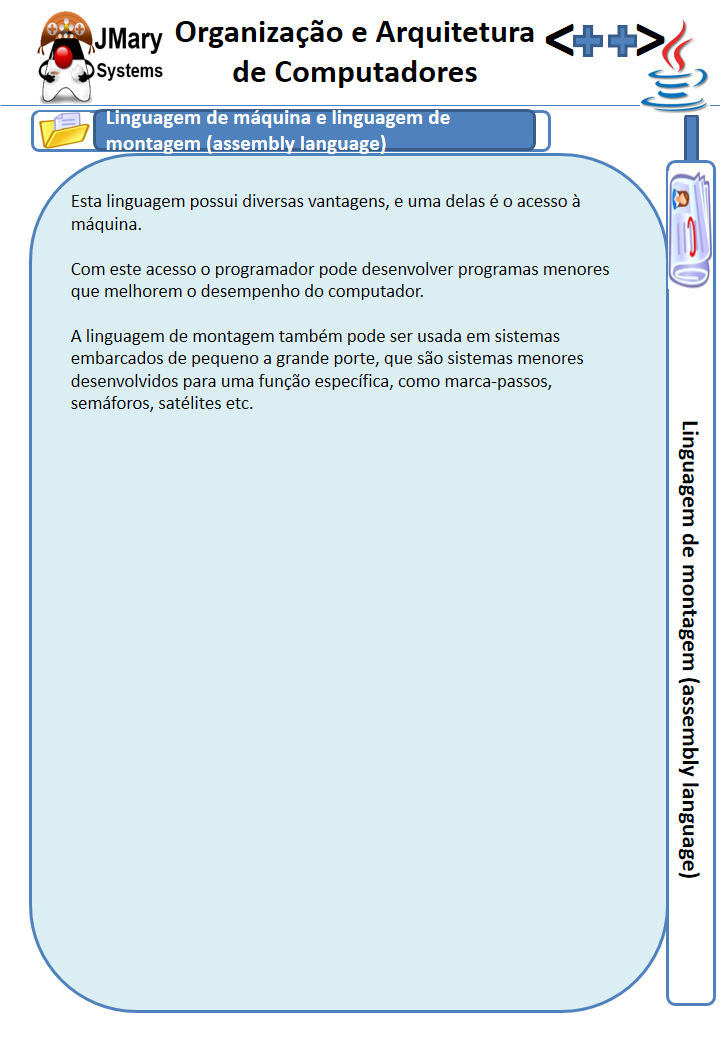 JMary
Systems
Organização e Arquitetura
de Computadores
<++>
Linguagem de máquina e linguagem de
montagem (assembly language)
Esta linguagem possui diversas vantagens, e uma delas é o acesso à
máquina.
Com este acesso o programador pode desenvolver programas menores
que melhorem o desempenho do computador.
A linguagem de montagem também pode ser usada em sistemas
embarcados de pequeno a grande porte, que são sistemas menores
desenvolvidos para uma função específica, como marca-passos,
semáforos, satélites etc.
Linguagem de montagem (assembly language)